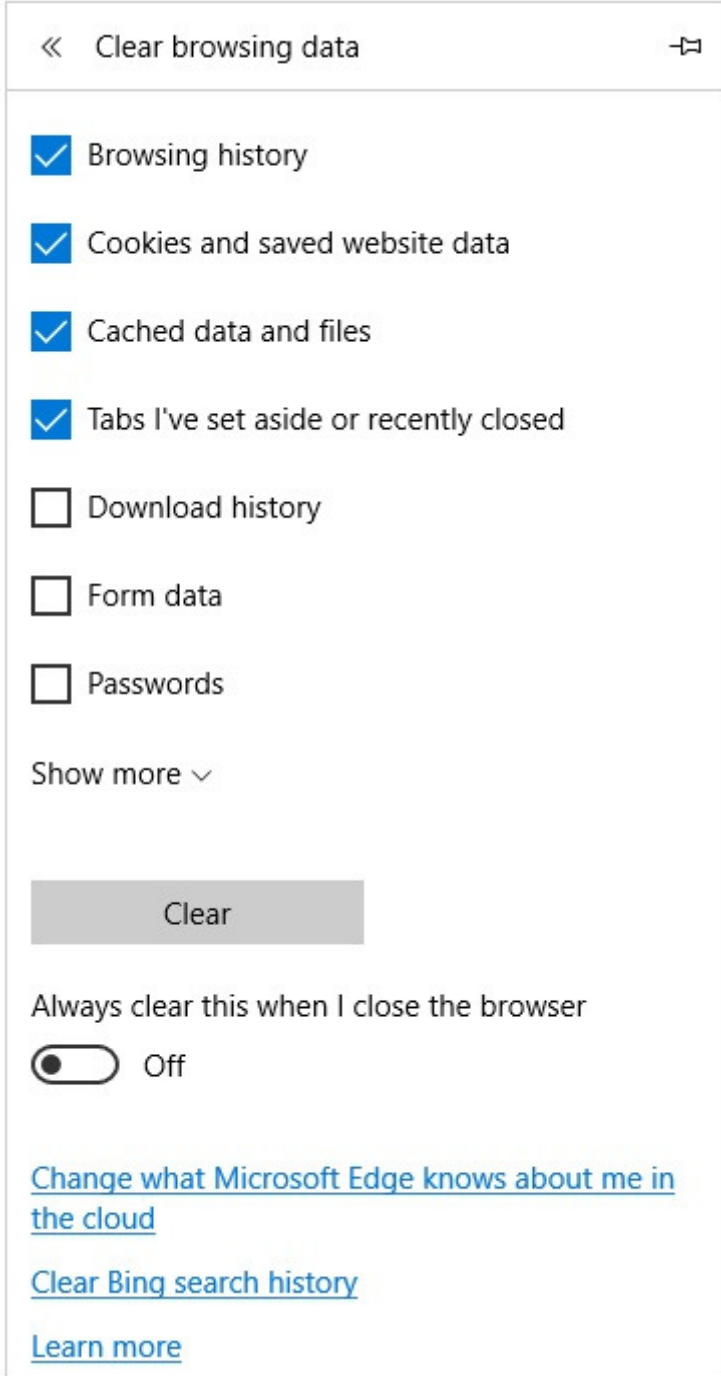 Clear browsing data
Browsing history
Cookies and saved website data
Cached data and files
Tabs I've set aside or recently closed
Download history
Form data
Passwords
Show more
Clear
Always clear this when I close the browser
Off
Change what Microsoft Edge knows about me in
the cloud
Clear Bing search history
Learn more